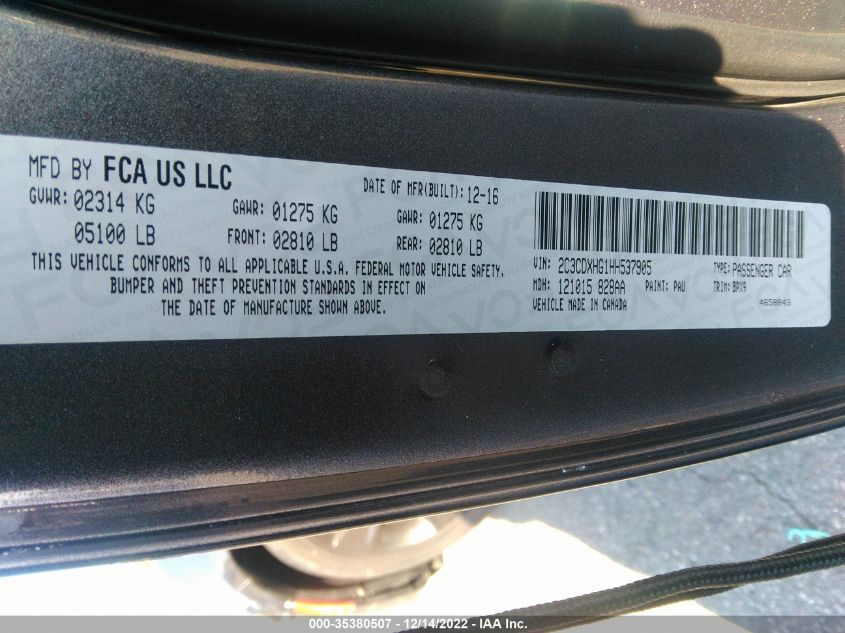 MFD BY FCA US LLC
DATE OF MFR(BUILT): 12-16
GVWR: 02314 KG
GAWR: 01275 KG
GAWR: 01275 KG
05100 LB
FRONT: 02810 LB
REAR: 02810 LB
THIS VEHICLE CONFORMS TO ALL APPLICABLE U.S.A. FEDERAL MOTOR VEHICLE SAFETY,
BUMPER AND THEFT PREVENTION STANDARDS IN EFFECT ON
THE DATE OF MANUFACTURE SHOWN ABOVE.
VIN: 2C3CDXHG1HH537905
TYPE: PASSENGER CAR
MDH: 121015 828AA
PAINT: PAU
TRIM: BPX9
VEHICLE MADE IN CANADA
4658843
000-35380507 - 12/14/2022 - IAA Inc.